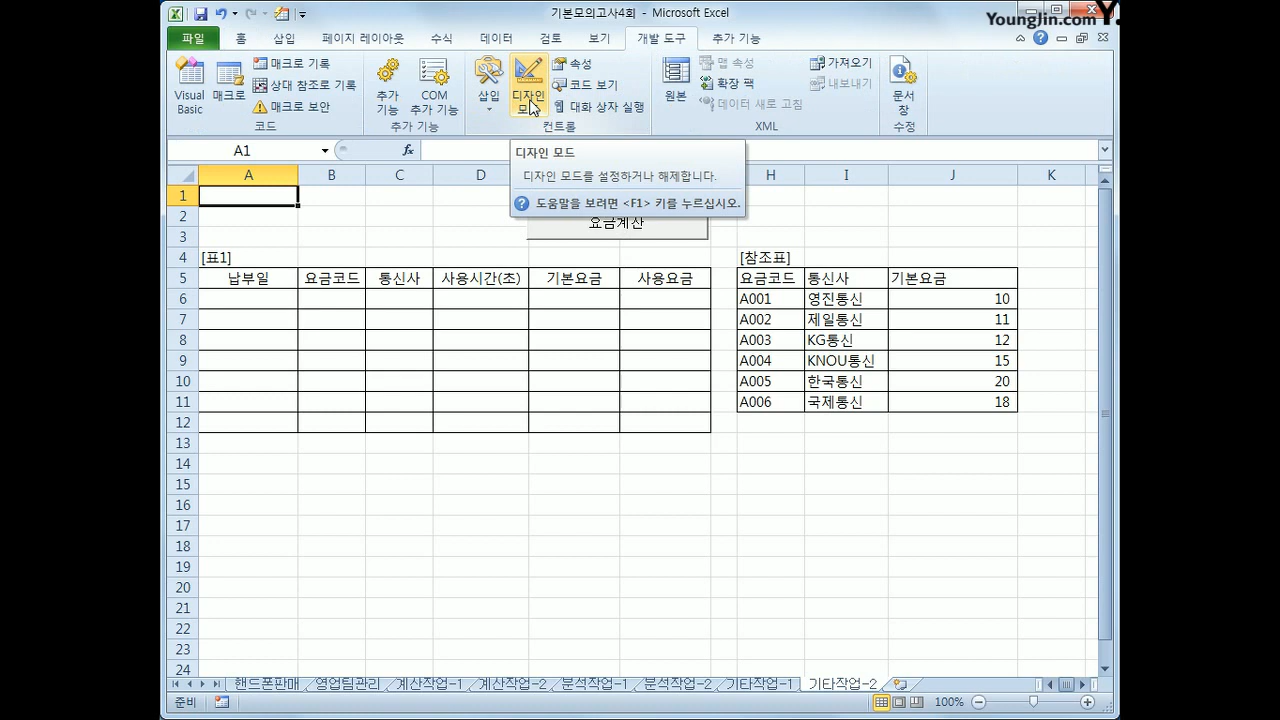 기본모의고사4회 - Microsoft Excel
YoungJin.com Y.
파일 홈 삽입 페이지 레이아웃 수식 데이터 검토 보기 개발 도구 추가 기능
Visual Basic
매크로
매크로 기록
상대 참조로 기록
매크로 보안
코드
추가 기능
COM 추가 기능
추가 기능
삽입
디자인 모드
속성
코드 보기
대화 상자 실행
컨트롤
원본
맵 속성
확장 팩
데이터 새로 고침
가져오기
내보내기
XML
문서 창
수정
A1 fx
디자인 모드
디자인 모드를 설정하거나 해제합니다.
도움말을 보려면 <F1> 키를 누르십시오.
A B C D H I J K
1
2
요금계산
3
4 [표1] [참조표]
5 납부일 요금코드 통신사 사용시간(초) 기본요금 사용요금 요금코드 통신사 기본요금
6 A001 영진통신 10
7 A002 제일통신 11
8 A003 KG통신 12
9 A004 KNOU통신 15
10 A005 한국통신 20
11 A006 국제통신 18
12
13
14
15
16
17
18
19
20
21
22
23
24
핸드폰판매 영업팀관리 계산작업-1 계산작업-2 분석작업-1 분석작업-2 기타작업-1 기타작업-2
준비 100%